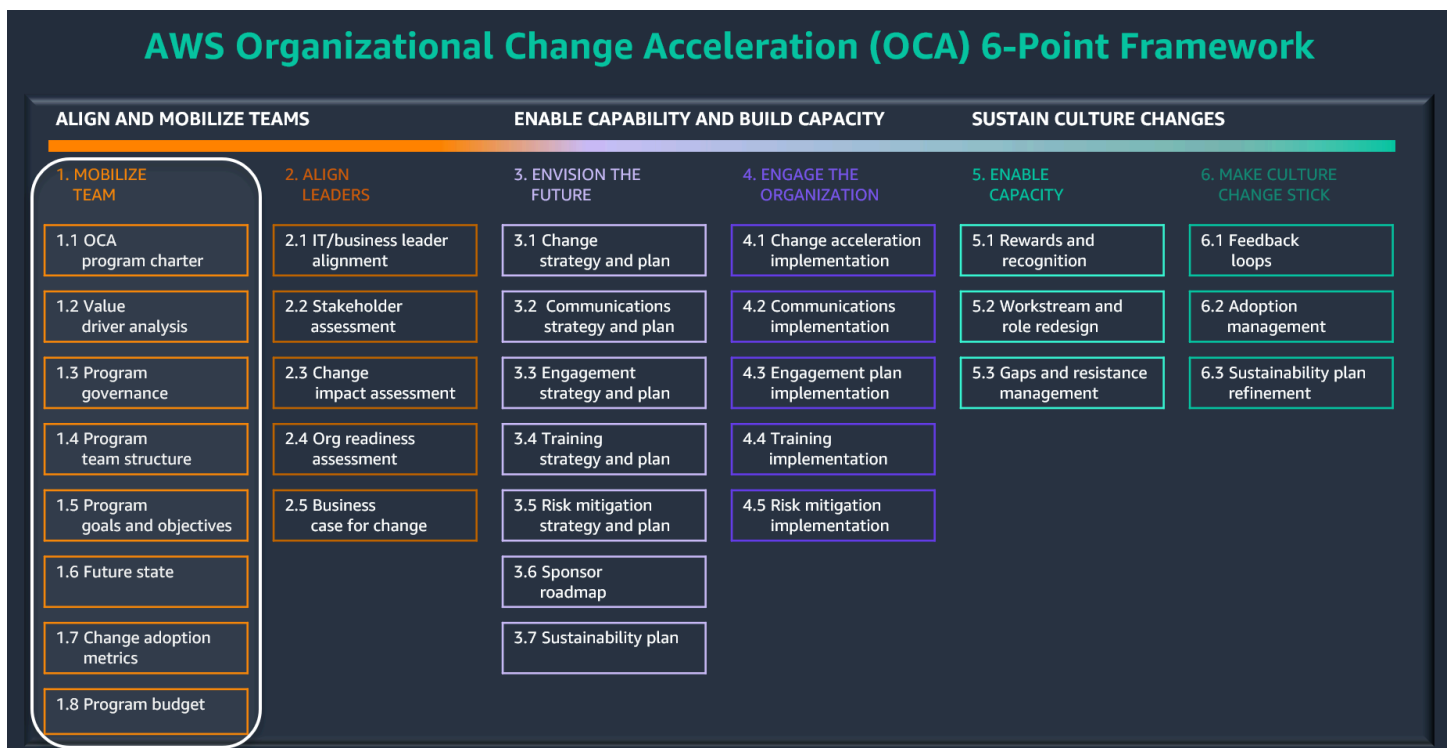 AWS Organizational Change Acceleration (OCA) 6-Point Framework
ALIGN AND MOBILIZE TEAMS
ENABLE CAPABILITY AND BUILD CAPACITY
SUSTAIN CULTURE CHANGES
1. MOBILIZE
TEAM
1.1 OCA
program charter
1.2 Value
driver analysis
1.3 Program
governance
1.4 Program
team structure
1.5 Program
goals and objectives
1.6 Future state
1.7 Change adoption
metrics
1.8 Program budget
2. ALIGN
LEADERS
2.1 IT/business leader
alignment
2.2 Stakeholder
assessment
2.3 Change
impact assessment
2.4 Org readiness
assessment
2.5 Business
case for change
3. ENVISION THE
FUTURE
3.1 Change
strategy and plan
3.2 Communications
strategy and plan
3.3 Engagement
strategy and plan
3.4 Training
strategy and plan
3.5 Risk mitigation
strategy and plan
3.6 Sponsor
roadmap
3.7 Sustainability plan
4. ENGAGE THE
ORGANIZATION
4.1 Change acceleration
implementation
4.2 Communications
implementation
4.3 Engagement plan
implementation
4.4 Training
implementation
4.5 Risk mitigation
implementation
5. ENABLE
CAPACITY
5.1 Rewards and
recognition
5.2 Workstream and
role redesign
5.3 Gaps and resistance
management
6. MAKE CULTURE
CHANGE STICK
6.1 Feedback
loops
6.2 Adoption
management
6.3 Sustainability plan
refinement